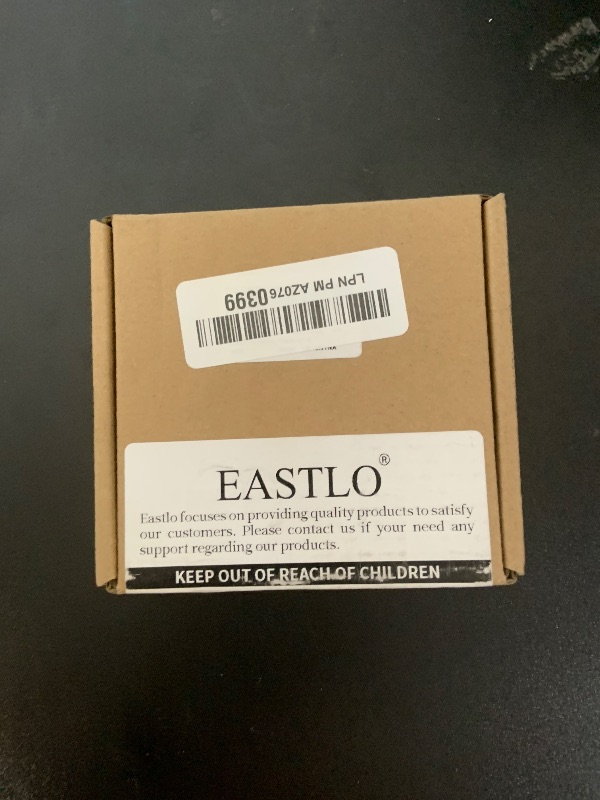 LPN PM AZ0760399
EASTLO®
Eastlo focuses on providing quality products to satisfy
our customers. Please contact us if your need any
support regarding our products.
KEEP OUT OF REACH OF CHILDREN